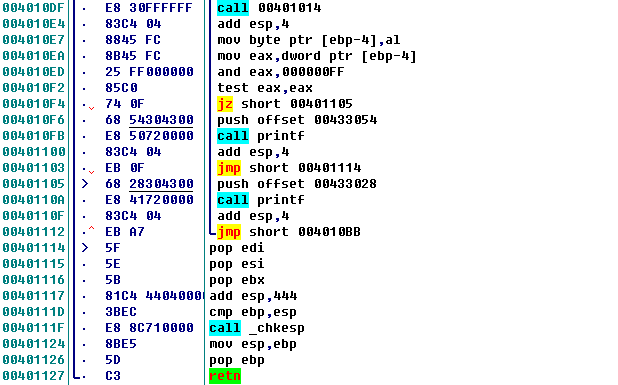 004010DF . E8 30FFFFFF call 00401014
004010E4 . 83C4 04 add esp,4
004010E7 . 8845 FC mov byte ptr [ebp-4],al
004010EA . 8B45 FC mov eax,dword ptr [ebp-4]
004010ED . 25 FF000000 and eax,000000FF
004010F2 . 85C0 test eax,eax
004010F4 . 74 0F jz short 00401105
004010F6 . 68 54304300 push offset 00433054
004010FB . E8 50720000 call printf
00401100 . 83C4 04 add esp,4
00401103 . EB 0F jmp short 00401114
00401105 > 68 28304300 push offset 00433028
0040110A . E8 41720000 call printf
0040110F . 83C4 04 add esp,4
00401112 .^ EB A7 jmp short 004010BB
00401114 > 5F pop edi
00401115 . 5E pop esi
00401116 . 5B pop ebx
00401117 . 81C4 44040000 add esp,444
0040111D . 3BEC cmp ebp,esp
0040111F . E8 8C710000 call _chkesp
00401124 . 8BE5 mov esp,ebp
00401126 . 5D pop ebp
00401127 . C3 retn